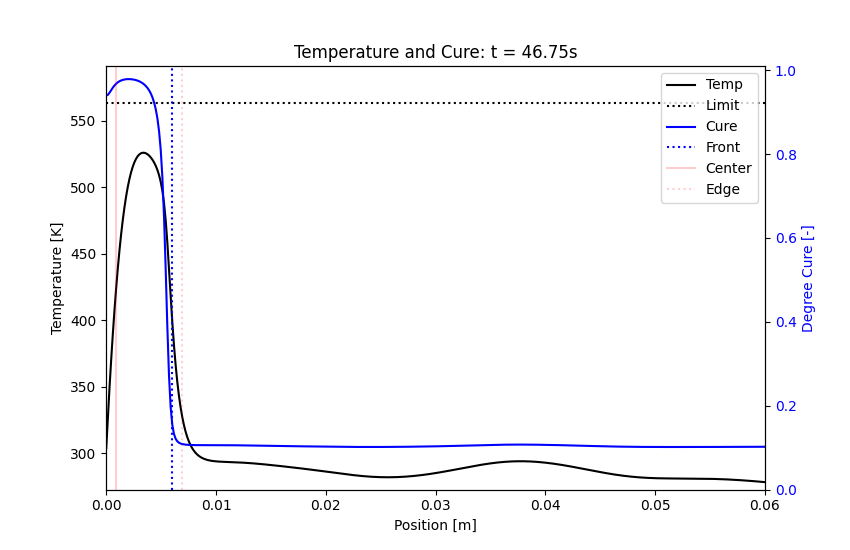 Temperature and Cure: t = 46.75s
Temp
Limit
Cure
Front
Center
Edge
550
500
450
400
350
300
Temperature [K]
1.0
0.8
0.6
0.4
0.2
0.0
Degree Cure [-]
0.00 0.01 0.02 0.03 0.04 0.05 0.06
Position [m]